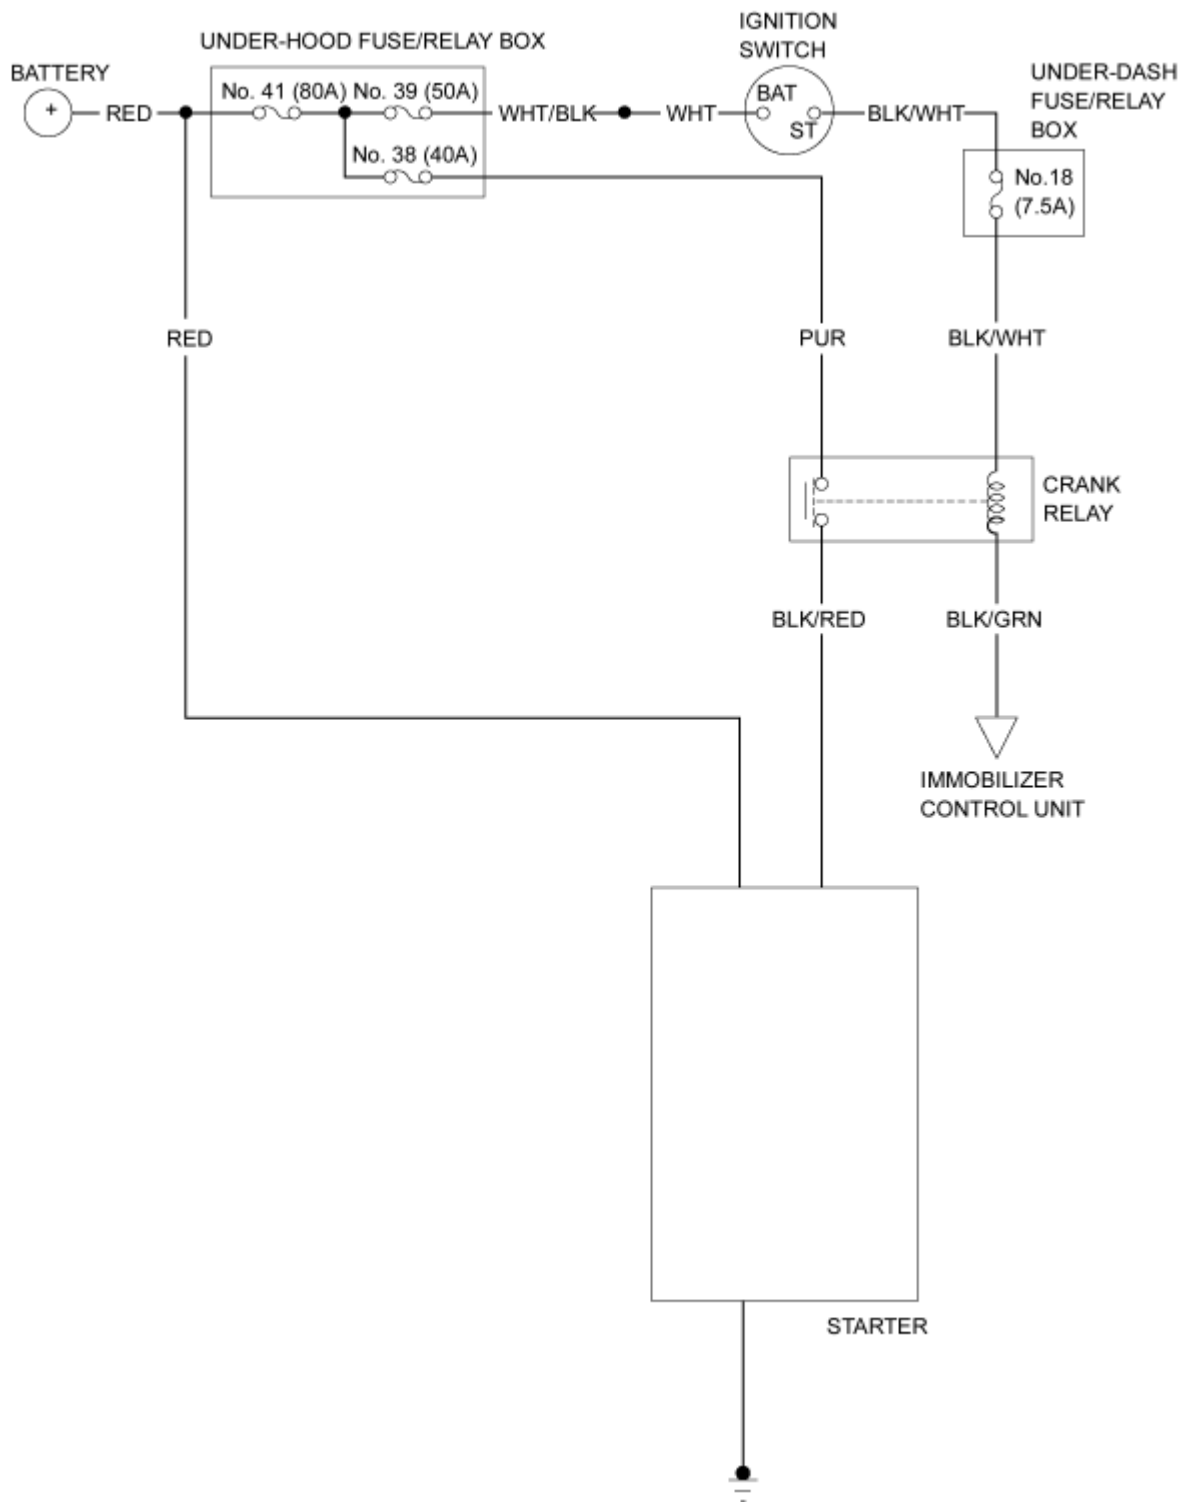 IGNITION
SWITCH
UNDER-HOOD FUSE/RELAY BOX
BATTERY
UNDER-DASH
FUSE/RELAY
BOX
No. 41 (80A) No. 39 (50A)
BAT
+
RED
WHT/BLK
WHT
BLK/WHT
ST
No. 38 (40A)
No.18
(7.5A)
RED
PUR
BLK/WHT
CRANK
RELAY
BLK/RED
BLK/GRN
IMMOBILIZER
CONTROL UNIT
STARTER